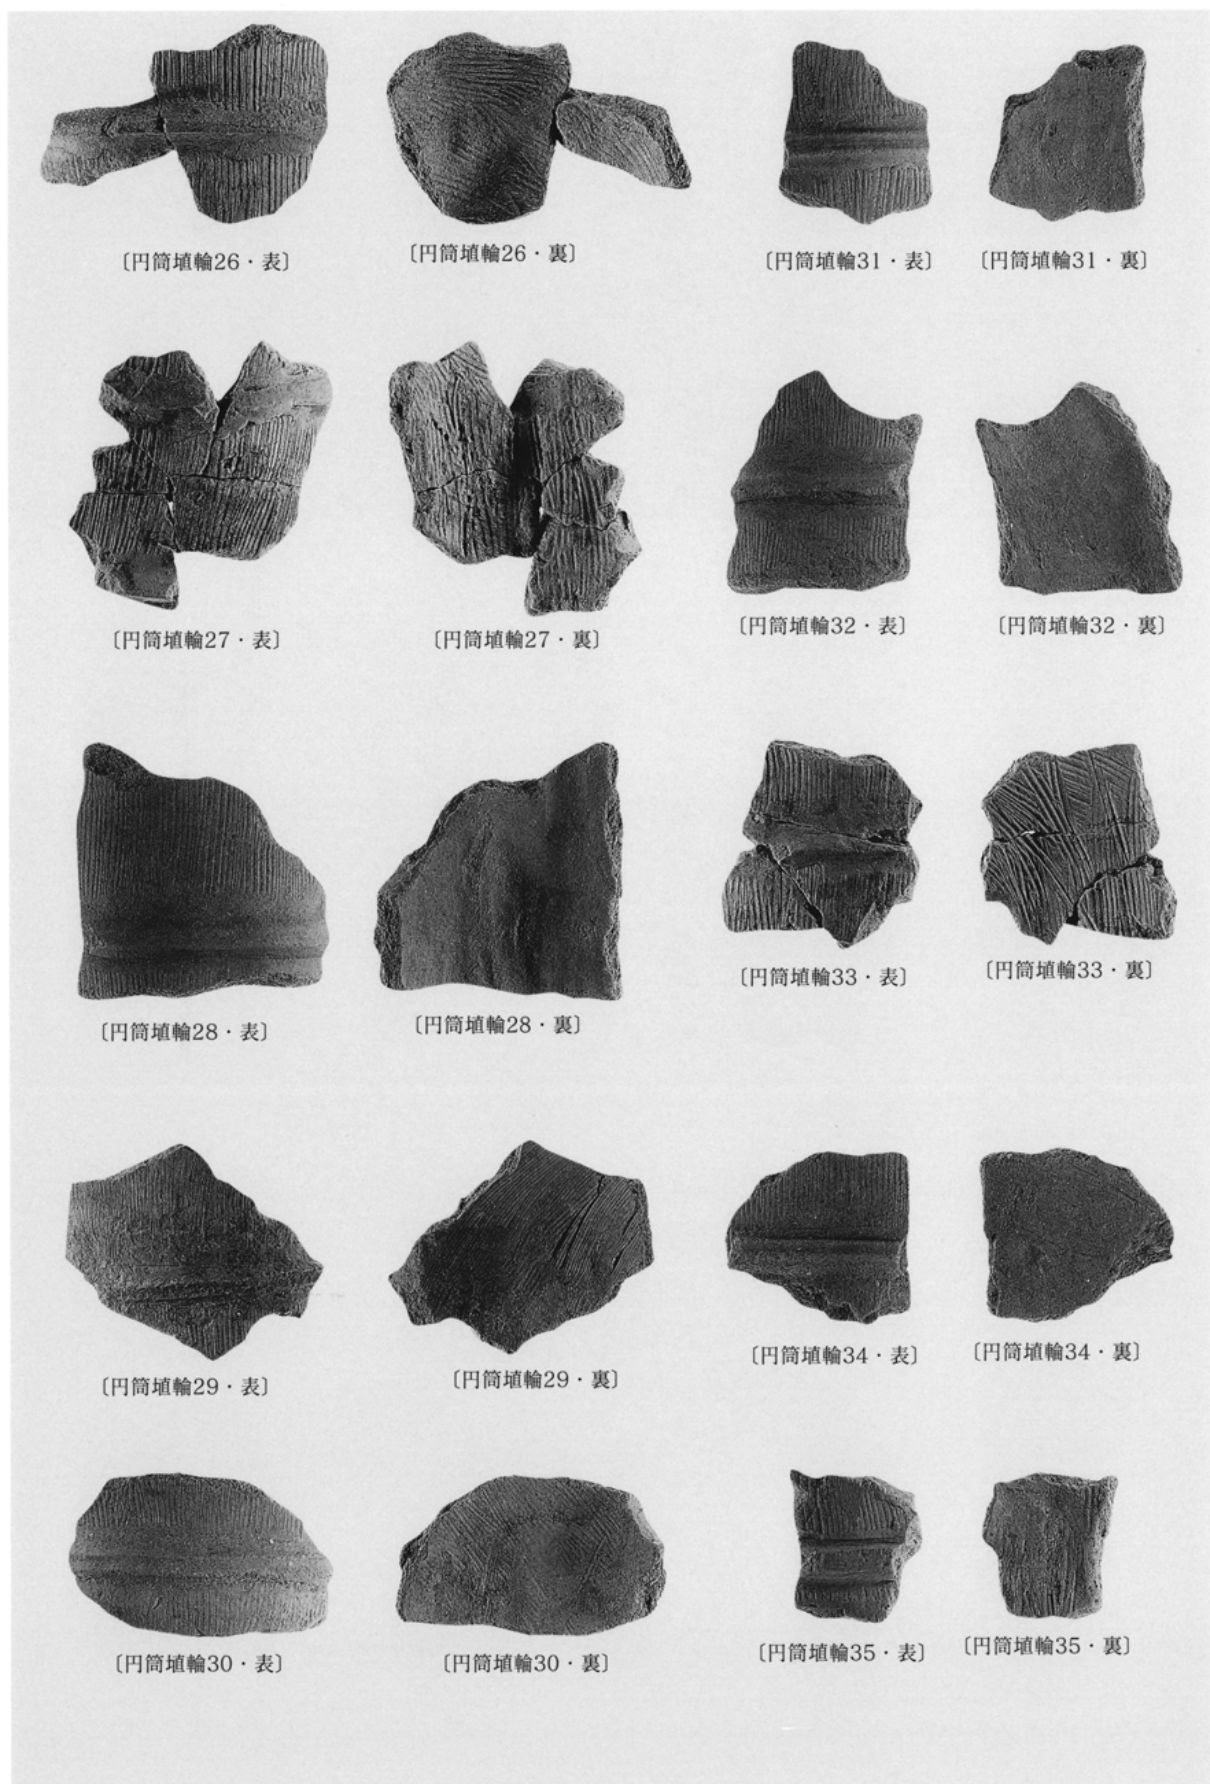 〔円筒埴輪26・表〕
〔円筒埴輪26・裏〕
〔円筒埴輪31・表〕
〔円筒埴輪31・裏〕
〔円筒埴輪27・表〕
〔円筒埴輪27・裏〕
〔円筒埴輪32・表〕
〔円筒埴輪32・裏〕
〔円筒埴輪28・表〕
〔円筒埴輪28・裏〕
〔円筒埴輪33・表〕
〔円筒埴輪33・裏〕
〔円筒埴輪29・表〕
〔円筒埴輪29・裏〕
〔円筒埴輪34・表〕
〔円筒埴輪34・裏〕
〔円筒埴輪30・表〕
〔円筒埴輪30・裏〕
〔円筒埴輪35・表〕
〔円筒埴輪35・裏〕